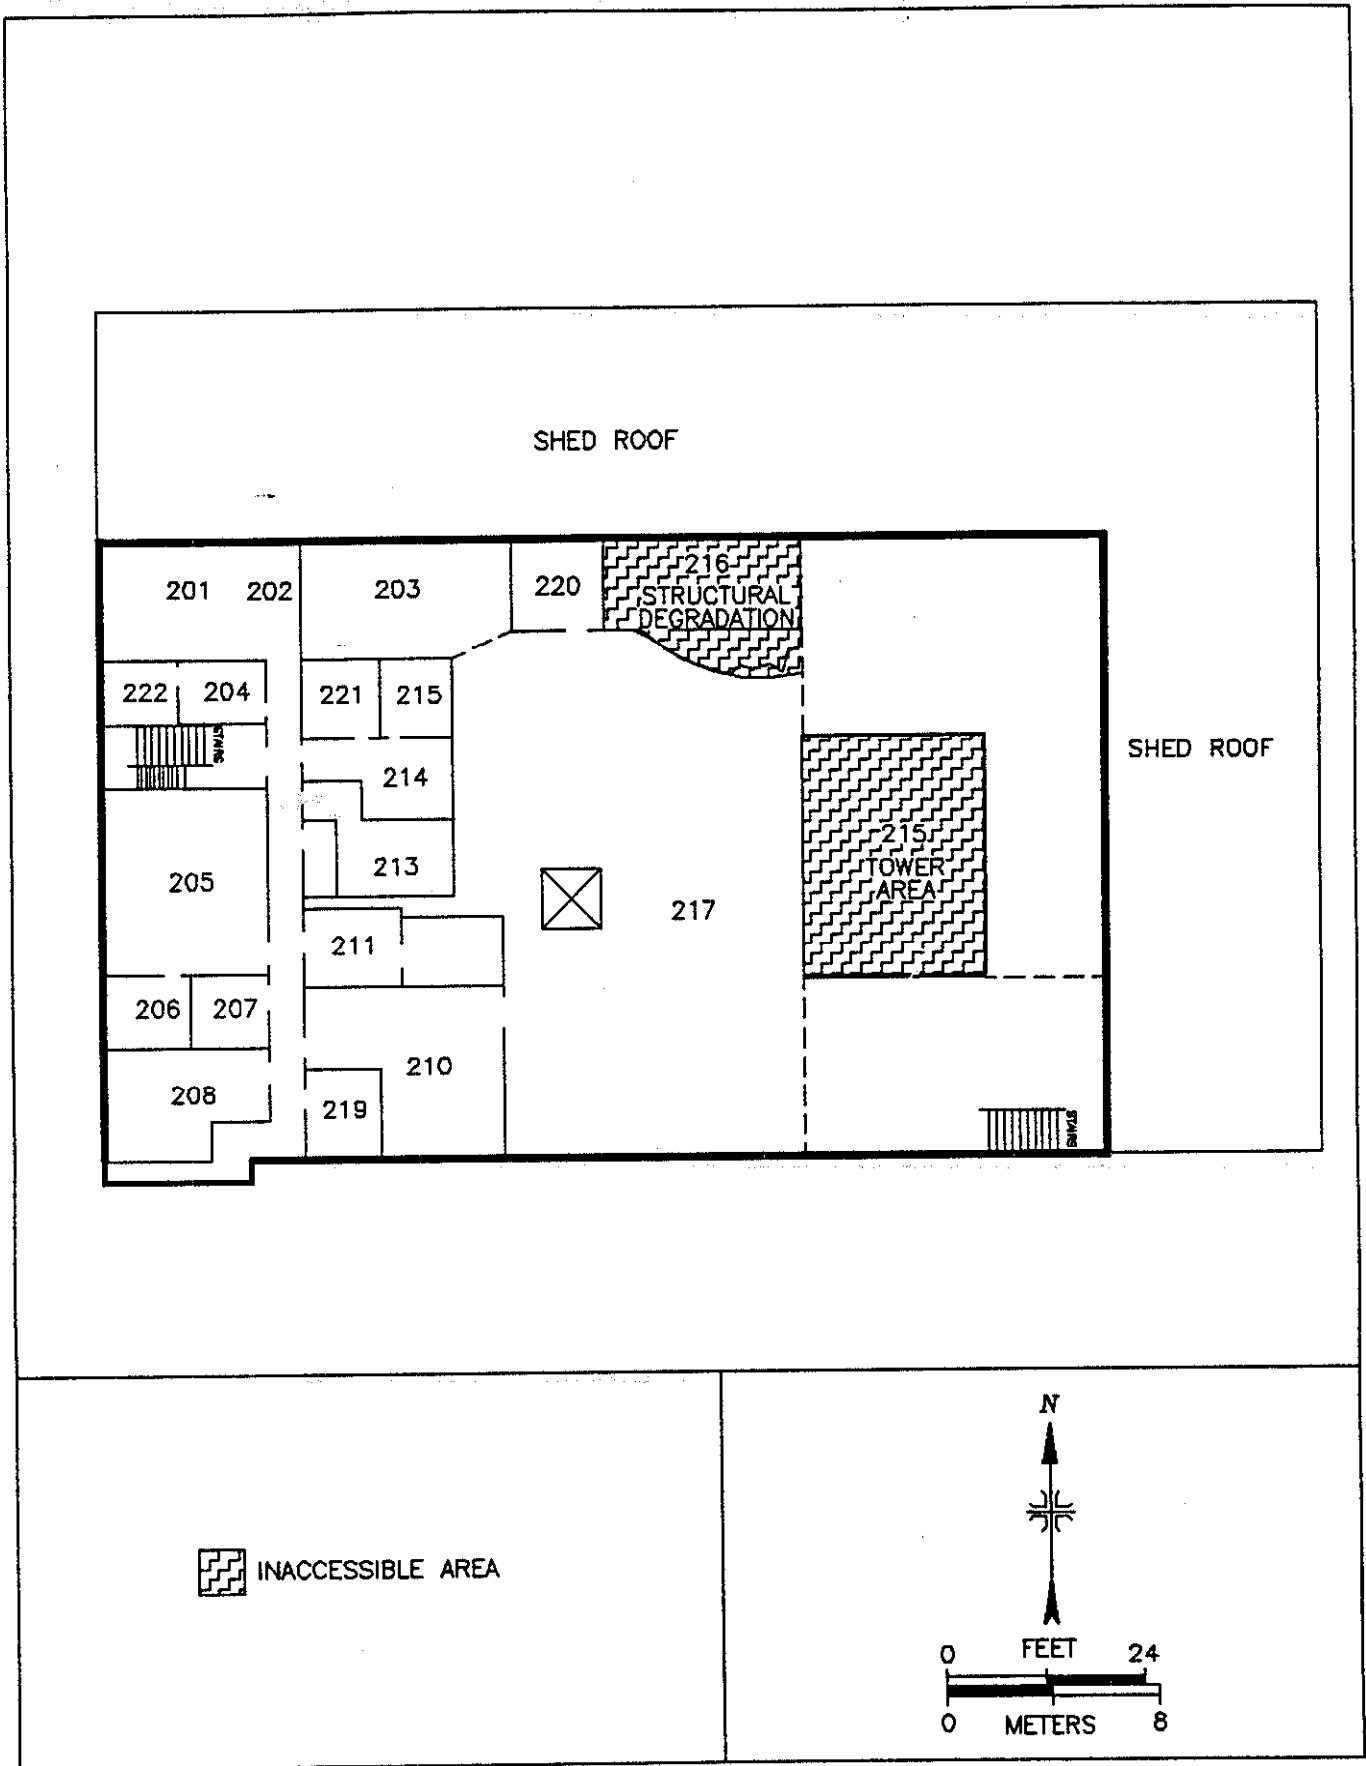 SHED ROOF
201 202 203 220 216
STRUCTURAL
DEGRADATION
222 204 221 215
STAIRS
SHED ROOF
214
215
TOWER
AREA
205 213
217
211
206 207
210
208
219
STAIRS
N
INACCESSIBLE AREA
0 FEET 24
0 METERS 8